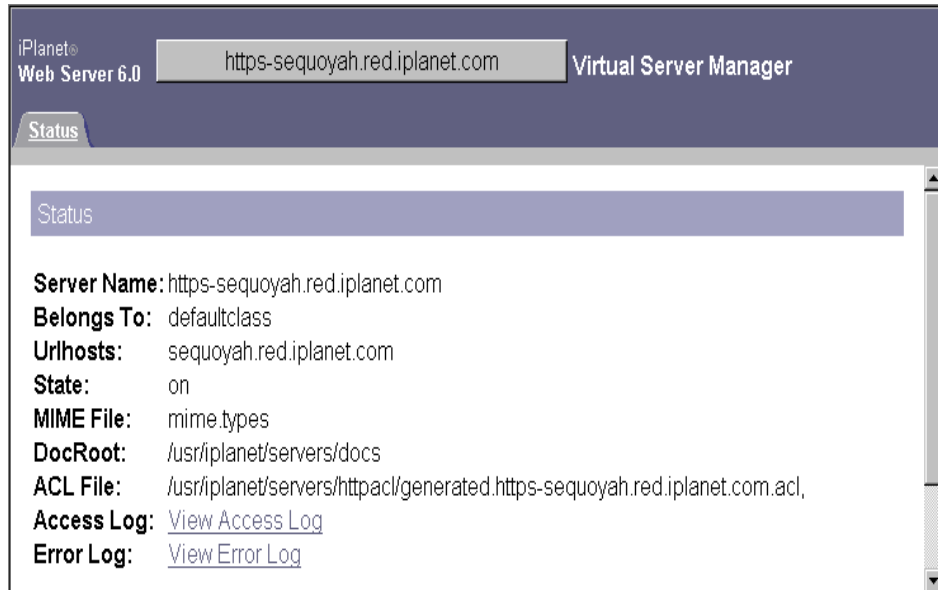 iPlanet®
Web Server 6.0
https-sequoyah.red.iplanet.com
Virtual Server Manager
Status
Status
Server Name: https-sequoyah.red.iplanet.com
Belongs To: defaultclass
Urlhosts: sequoyah.red.iplanet.com
State: on
MIME File: mime.types
DocRoot: /usr/iplanet/servers/docs
ACL File: /usr/iplanet/servers/httpacl/generated.https-sequoyah.red.iplanet.com.acl,
Access Log: View Access Log
Error Log: View Error Log